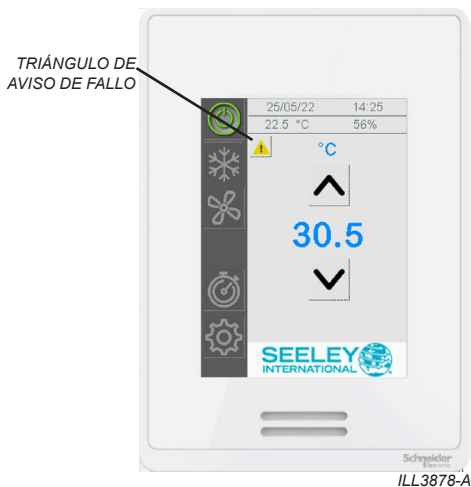 TRIÁNGULO DE
AVISO DE FALLO
25/05/22 14:25
22.5 °C 56%
°C
30.5
SEELEY
INTERNATIONAL
Schneider
Electric
ILL3878-A